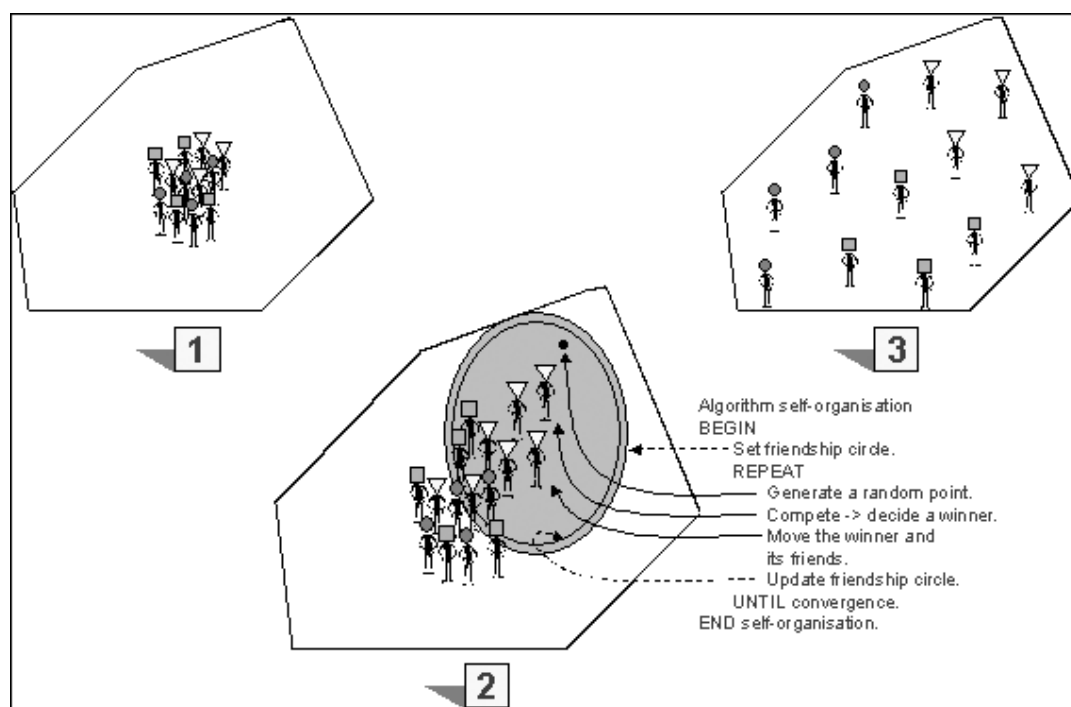 1
3
Algorithm self-organisation
BEGIN
Set friendship circle.
REPEAT
Generate a random point.
Compete -> decide a winner.
Move the winner and
its friends.
Update friendship circle.
UNTIL convergence.
END self-organisation.
2